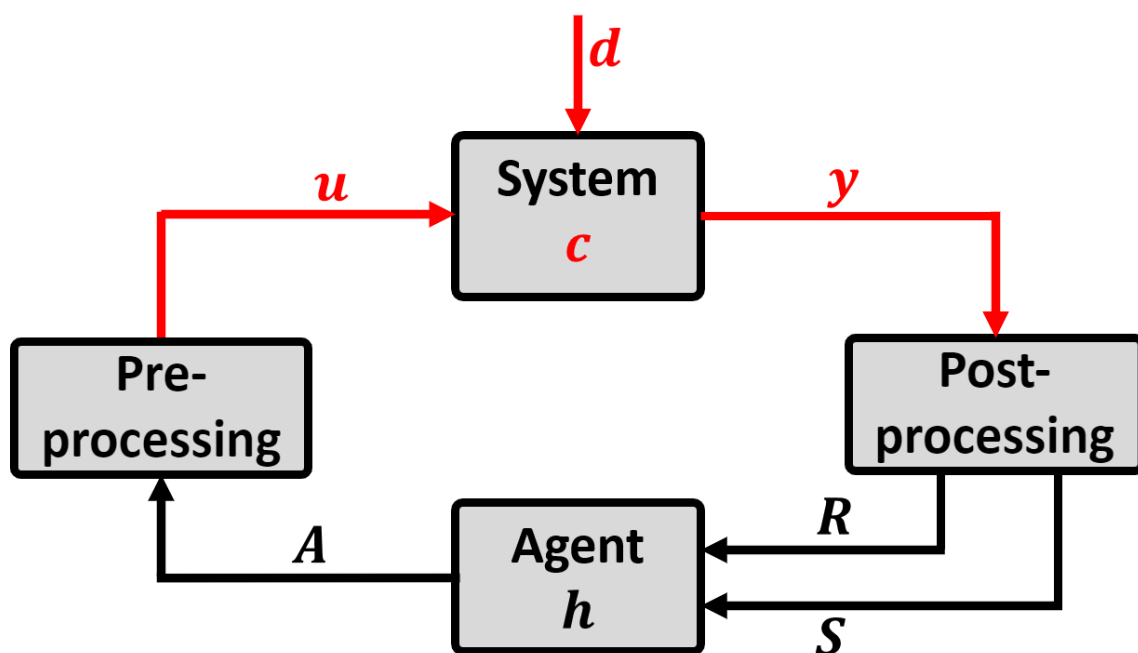 d
u
System
c
y
Pre-
processing
Post-
processing
A
Agent
h
R
S